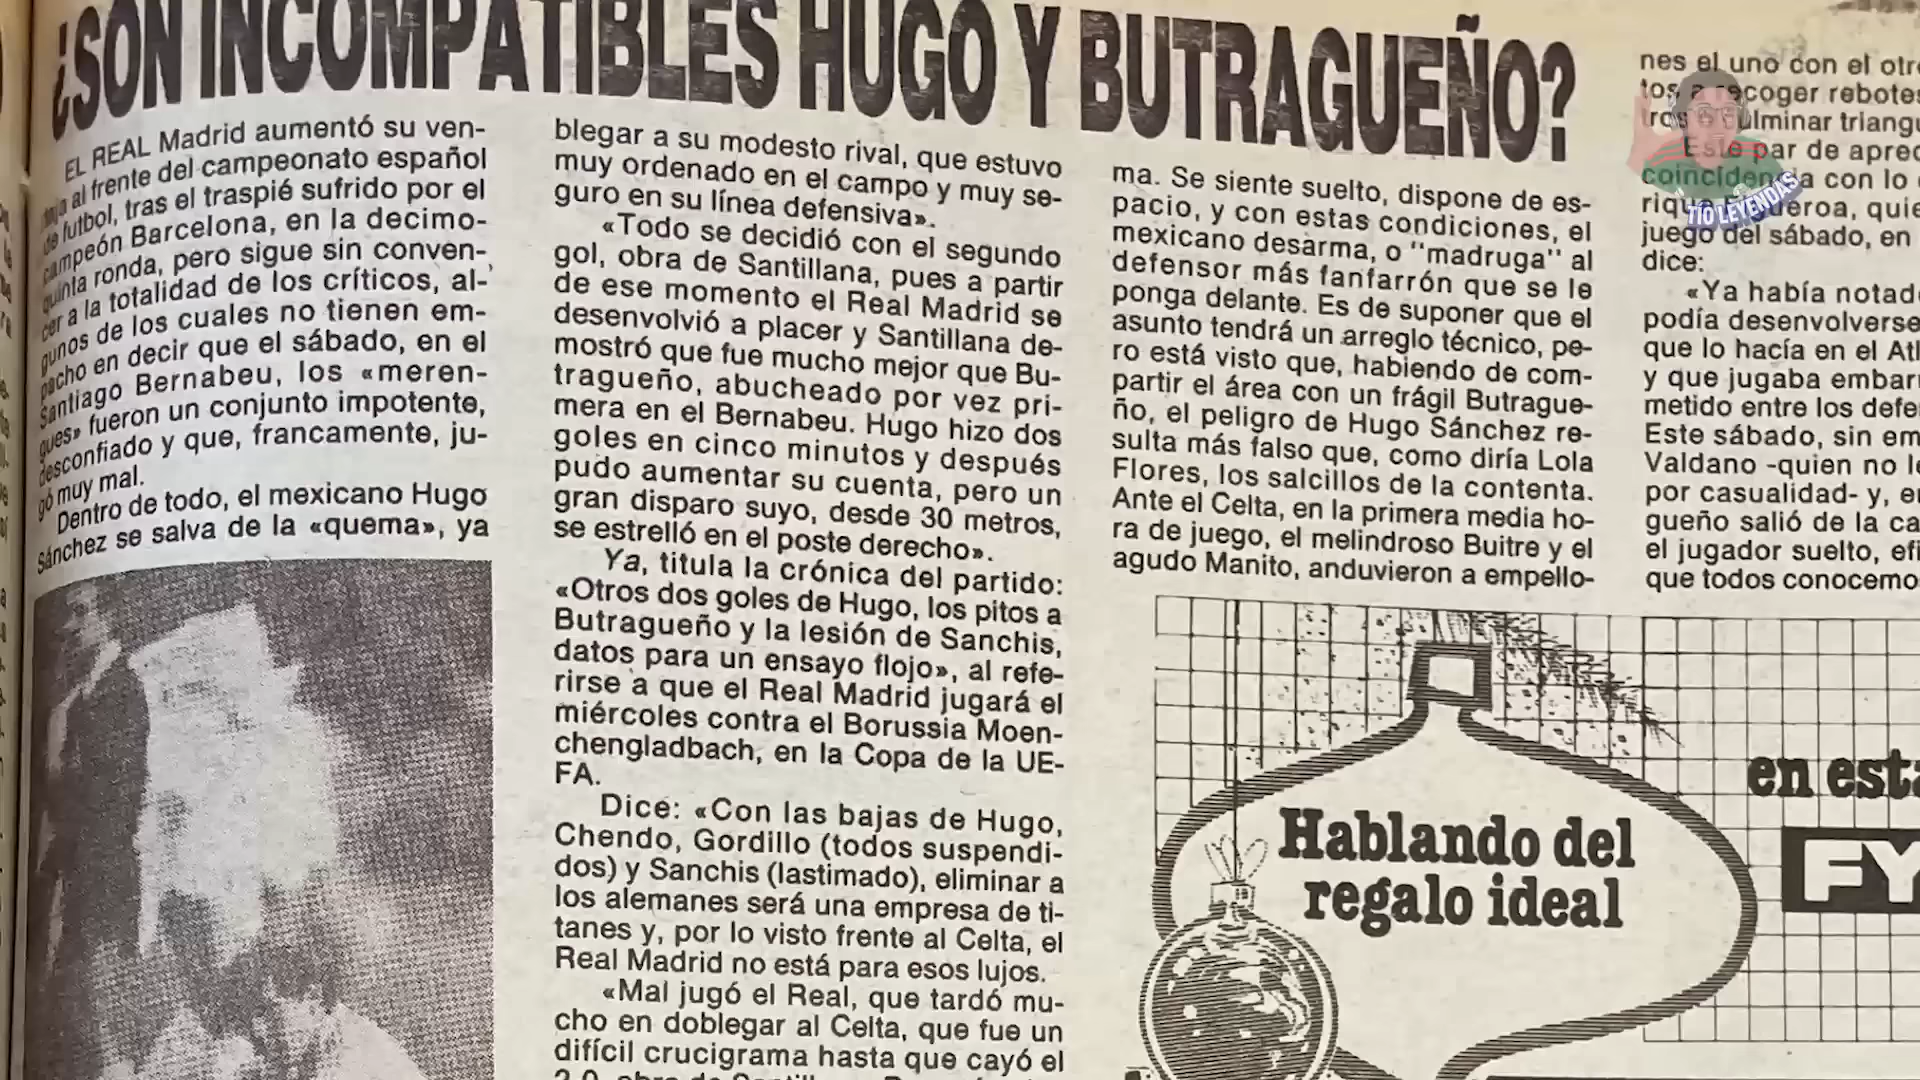 ¿SON INCOMPATIBLES HUGO Y BUTRAGUEÑO?
EL REAL Madrid aumentó su ven-
taja al frente del campeonato español
de futbol, tras el traspié sufrido por el
campeón Barcelona, en la decimo-
quinta ronda, pero sigue sin conven-
cer a la totalidad de los críticos, al-
gunos de los cuales no tienen em-
pacho en decir que el sábado, en el
Santiago Bernabeu, los «meren-
gues» fueron un conjunto impotente,
desconfiado y que, francamente, ju-
gó muy mal.
Dentro de todo, el mexicano Hugo
Sánchez se salva de la «quema», ya
blegar a su modesto rival, que estuvo
muy ordenado en el campo y muy se-
guro en su línea defensiva».
«Todo se decidió con el segundo
gol, obra de Santillana, pues a partir
de ese momento el Real Madrid se
desenvolvió a placer y Santillana de-
mostró que fue mucho mejor que Bu-
tragueño, abucheado por vez pri-
mera en el Bernabeu. Hugo hizo dos
goles en cinco minutos y después
pudo aumentar su cuenta, pero un
gran disparo suyo, desde 30 metros,
se estrelló en el poste derecho».
Ya, titula la crónica del partido:
«Otros dos goles de Hugo, los pitos a
Butragueño y la lesión de Sanchis,
datos para un ensayo flojo», al refe-
rirse a que el Real Madrid jugará el
miércoles contra el Borussia Moen-
chengladbach, en la Copa de la UE-
FA.
Dice: «Con las bajas de Hugo,
Chendo, Gordillo (todos suspendi-
dos) y Sanchis (lastimado), eliminar a
los alemanes será una empresa de ti-
tanes y, por lo visto frente al Celta, el
Real Madrid no está para esos lujos.
«Mal jugó el Real, que tardó mu-
cho en doblegar al Celta, que fue un
difícil crucigrama hasta que cayó el
ma. Se siente suelto, dispone de es-
pacio, y con estas condiciones, el
mexicano desarma, o "madruga" al
defensor más fanfarrón que se le
ponga delante. Es de suponer que el
asunto tendrá un arreglo técnico, pe-
ro está visto que, habiendo de com-
partir el área con un frágil Butrague-
ño, el peligro de Hugo Sánchez re-
sulta más falso que, como diría Lola
Flores, los salcillos de la contenta.
Ante el Celta, en la primera media ho-
ra de juego, el melindroso Buitre y el
agudo Manito, anduvieron a empello-
nes el uno con el otro
tos a recoger rebotes
culminar
Este par de
coincidencia con lo
juego del sábado, en
dice:
«Ya había notad
podía desenvolverse
que lo hacía en el Atl
y que jugaba
metido entre los
Este sábado, sin
Valdano -quien no
por casualidad- y,
gueño salió de la
el jugador suelto,
que todos
TÍO LEYENDAS
Hablando del
regalo ideal
en
FY